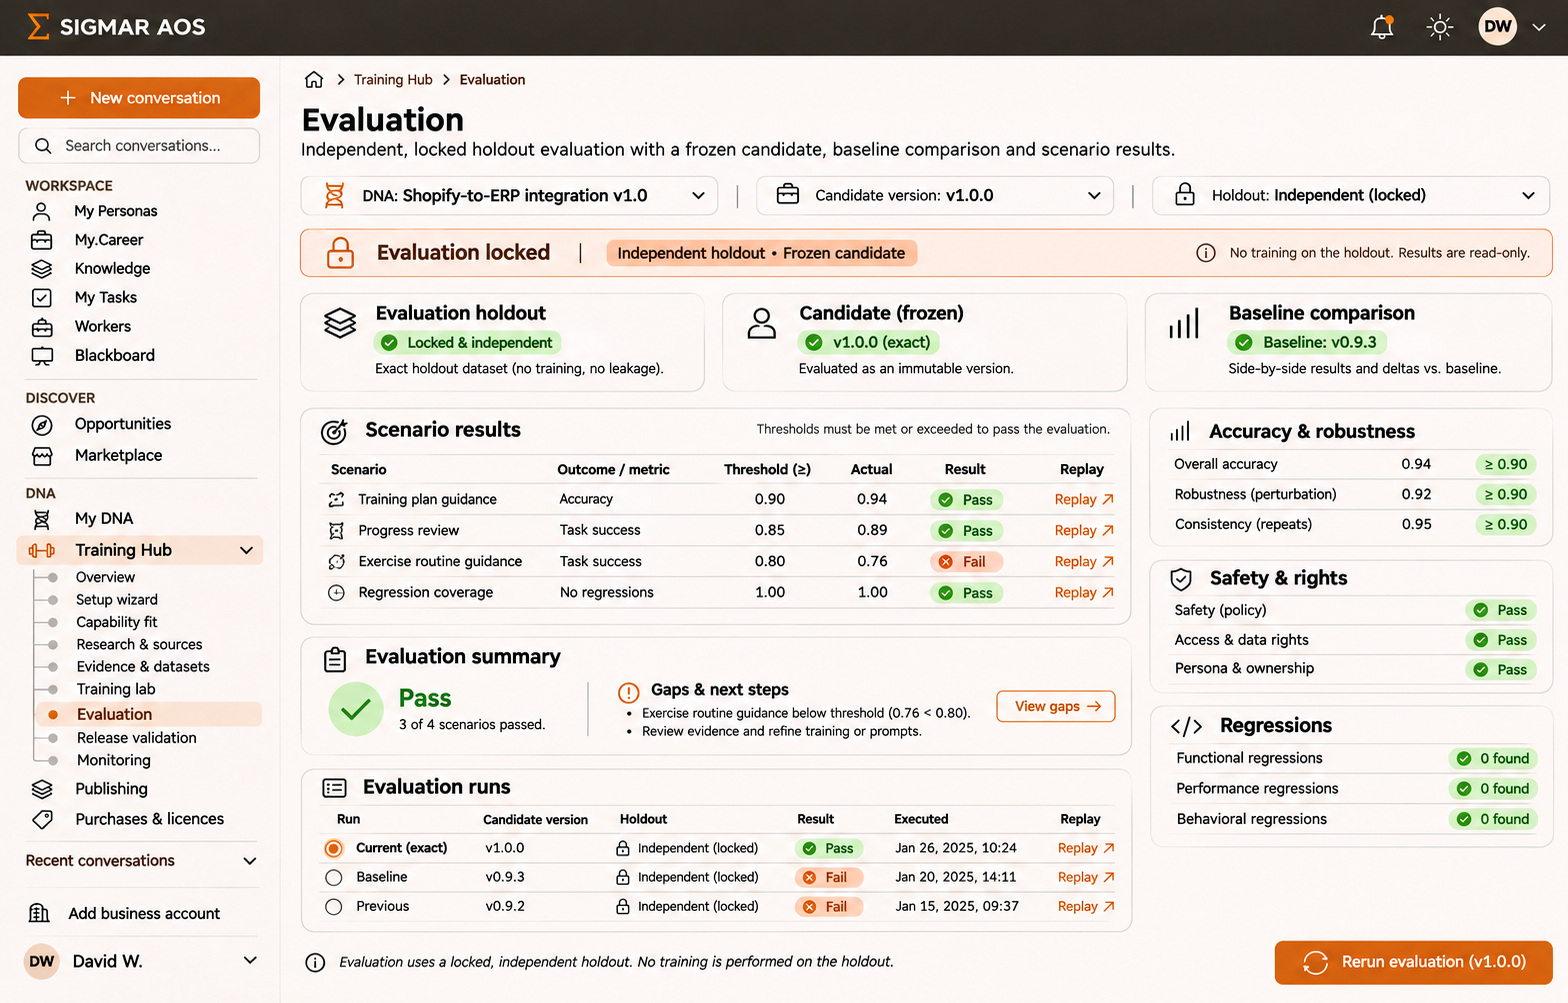 SIGMAR AOS
DW
New conversation
Search conversations...
WORKSPACE
My Personas
My.Career
Knowledge
My Tasks
Workers
Blackboard
DISCOVER
Opportunities
Marketplace
DNA
My DNA
Training Hub
Overview
Setup wizard
Capability fit
Research & sources
Evidence & datasets
Training lab
Evaluation
Release validation
Monitoring
Publishing
Purchases & licences
Recent conversations
Add business account
DW David W.
Training Hub > Evaluation
Evaluation
Independent, locked holdout evaluation with a frozen candidate, baseline comparison and scenario results.
DNA: Shopify-to-ERP integration v1.0
Candidate version: v1.0.0
Holdout: Independent (locked)
Evaluation locked
Independent holdout • Frozen candidate
No training on the holdout. Results are read-only.
Evaluation holdout
Locked & independent
Exact holdout dataset (no training, no leakage).
Candidate (frozen)
v1.0.0 (exact)
Evaluated as an immutable version.
Baseline comparison
Baseline: v0.9.3
Side-by-side results and deltas vs. baseline.
Scenario results
Thresholds must be met or exceeded to pass the evaluation.
Scenario Outcome / metric Threshold (≥) Actual Result Replay
Training plan guidance Accuracy 0.90 0.94 Pass Replay ↗
Progress review Task success 0.85 0.89 Pass Replay ↗
Exercise routine guidance Task success 0.80 0.76 Fail Replay ↗
Regression coverage No regressions 1.00 1.00 Pass Replay ↗
Evaluation summary
Pass
3 of 4 scenarios passed.
Gaps & next steps
• Exercise routine guidance below threshold (0.76 < 0.80).
• Review evidence and refine training or prompts.
View gaps →
Evaluation runs
Run Candidate version Holdout Result Executed Replay
Current (exact) v1.0.0 Independent (locked) Pass Jan 26, 2025, 10:24 Replay ↗
Baseline v0.9.3 Independent (locked) Fail Jan 20, 2025, 14:11 Replay ↗
Previous v0.9.2 Independent (locked) Fail Jan 15, 2025, 09:37 Replay ↗
Accuracy & robustness
Overall accuracy 0.94 ≥ 0.90
Robustness (perturbation) 0.92 ≥ 0.90
Consistency (repeats) 0.95 ≥ 0.90
Safety & rights
Safety (policy) Pass
Access & data rights Pass
Persona & ownership Pass
Regressions
Functional regressions 0 found
Performance regressions 0 found
Behavioral regressions 0 found
Evaluation uses a locked, independent holdout. No training is performed on the holdout.
Rerun evaluation (v1.0.0)